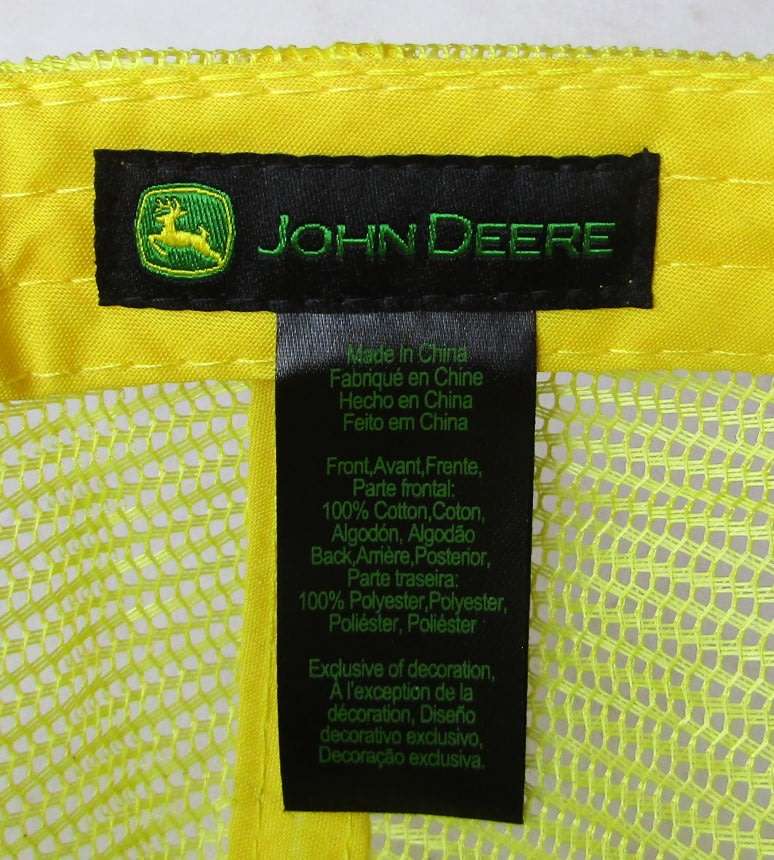 JOHN DEERE
Made in China
Fabriqué en Chine
Hecho en China
Feito em China
Front,Avant,Frente,
Parte frontal:
100% Cotton,Coton,
Algodón, Algodão
Back,Arrière,Posterior,
Parte traseira:
100% Polyester,Polyester,
Poliéster, Poliéster
Exclusive of decoration,
À l'exception de la
décoration, Diseño
decorativo exclusivo,
Decoração exclusiva.